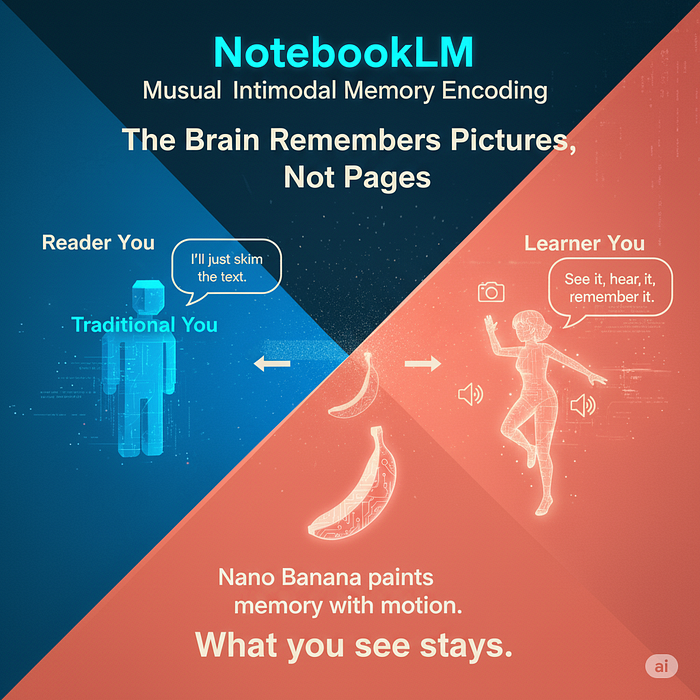 NotebookLM
Musual Intimodal Memory Encoding
The Brain Remembers Pictures,
Not Pages
Reader You
I'll just skim
the text.
Traditional You
Learner You
See it, hear, it,
remember it.
Nano Banana paints
memory with motion.
What you see stays.
ai